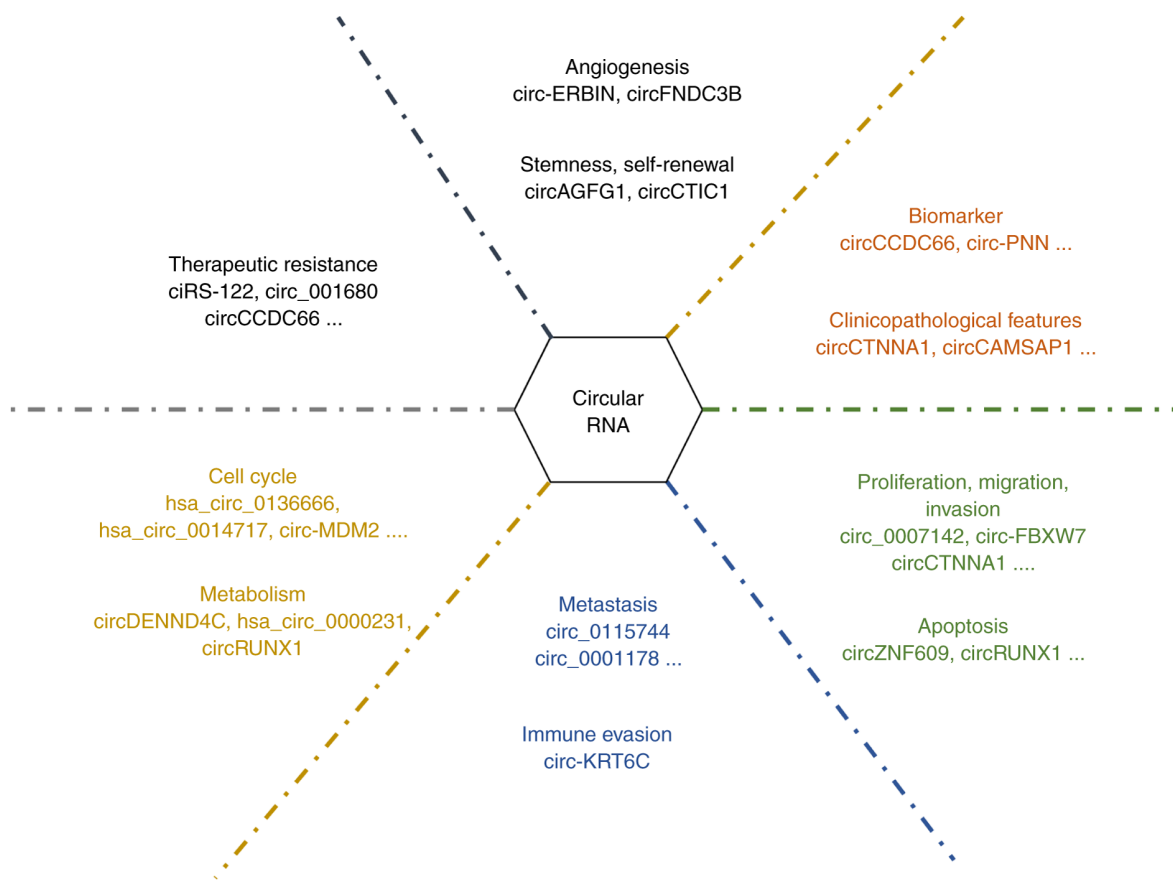 Angiogenesis
circ-ERBIN, circFNDC3B
Stemness, self-renewal
circAGFG1, circCTIC1
Biomarker
circCCDC66, circ-PNN ...
Clinicopathological features
circCTNNA1, circCAMSAP1 ...
Therapeutic resistance
ciRS-122, circ_001680
circCCDC66 ...
Circular
RNA
Cell cycle
hsa_circ_0136666,
hsa_circ_0014717, circ-MDM2 ....
Metabolism
circDENND4C, hsa_circ_0000231,
circRUNX1
Metastasis
circ_0115744
circ_0001178 ...
Immune evasion
circ-KRT6C
Proliferation, migration,
invasion
circ_0007142, circ-FBXW7
circCTNNA1 ....
Apoptosis
circZNF609, circRUNX1 ...